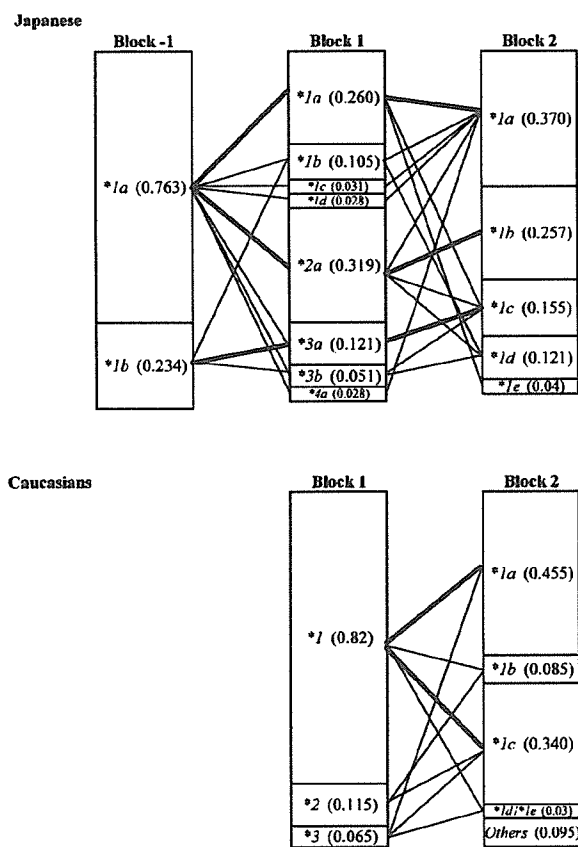 Japanese
Block -1
Block 1
Block 2
*1a (0.763)
*1b (0.234)
*1a (0.260)
*1b (0.105)
*1c (0.031)
*1d (0.028)
*2a (0.319)
*3a (0.121)
*3b (0.051)
*4a (0.028)
*1a (0.370)
*1b (0.257)
*1c (0.155)
*1d (0.121)
*1e (0.04)
Caucasians
Block 1
Block 2
*1 (0.82)
*2 (0.115)
*3 (0.065)
*1a (0.455)
*1b (0.085)
*1c (0.340)
*1d/*1e (0.03)
Others (0.095)